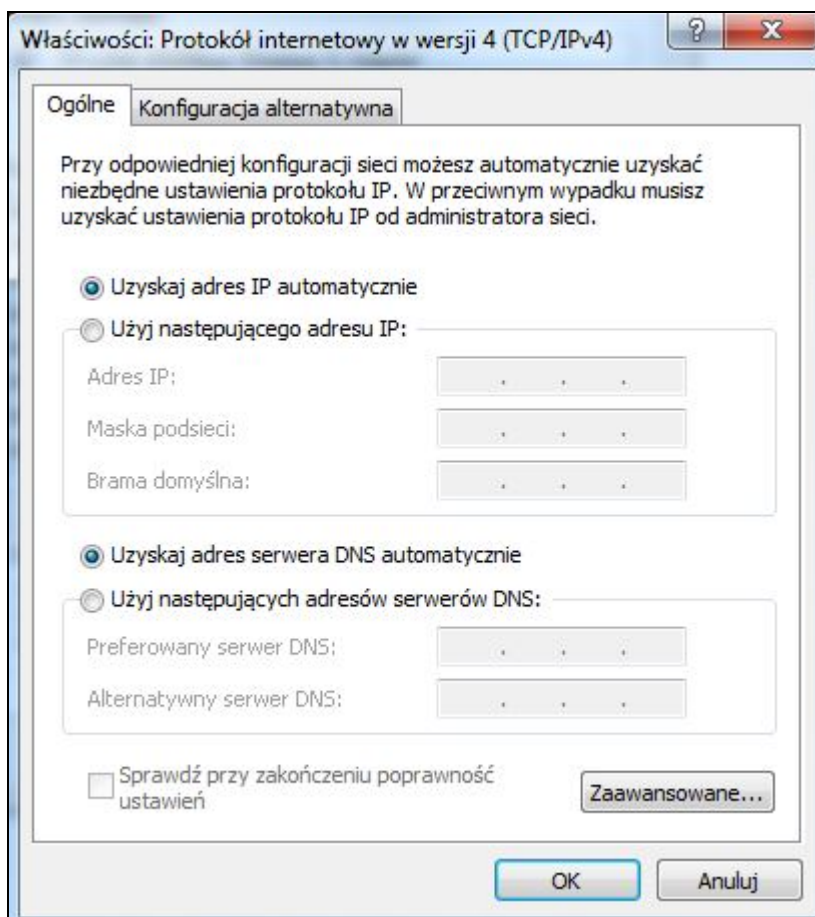 Właściwości: Protokół internetowy w wersji 4 (TCP/IPv4)
Ogólne
Konfiguracja alternatywna
Przy odpowiedniej konfiguracji sieci możesz automatycznie uzyskać
niezbędne ustawienia protokołu IP. W przeciwnym wypadku musisz
uzyskać ustawienia protokołu IP od administratora sieci.
Uzyskaj adres IP automatycznie
Użyj następującego adresu IP:
Adres IP:
Maska podsieci:
Brama domyślna:
Uzyskaj adres serwera DNS automatycznie
Użyj następujących adresów serwerów DNS:
Preferowany serwer DNS:
Alternatywny serwer DNS:
Sprawdź przy zakończeniu poprawność
ustawień
Zaawansowane...
OK
Anuluj